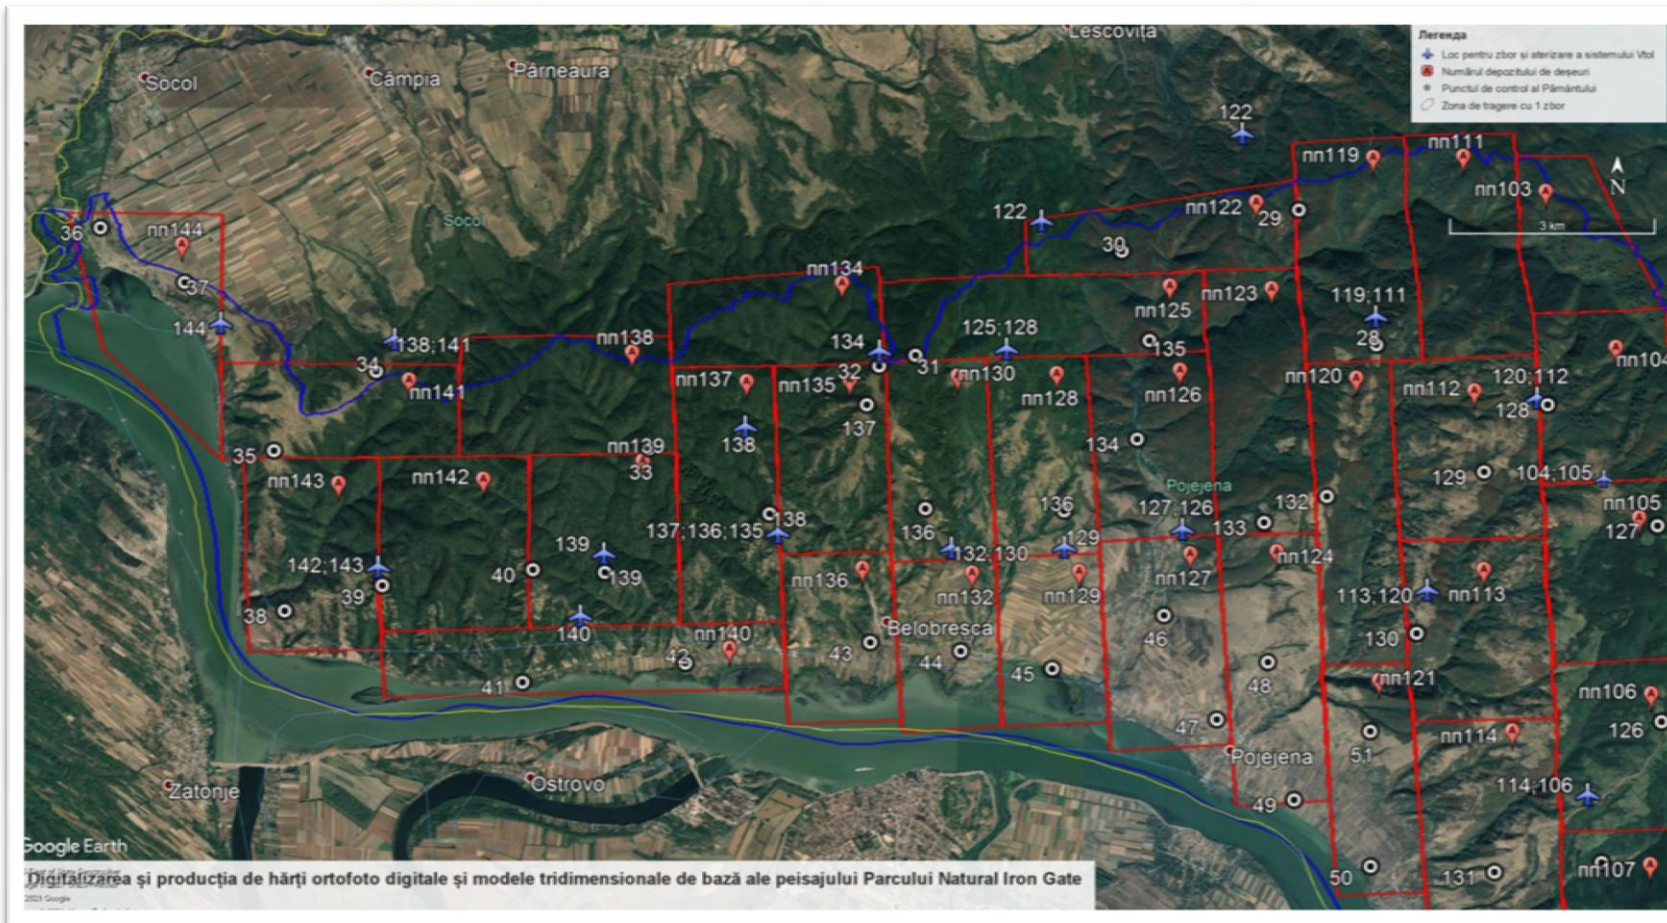 Lescovița
Легенда
Loc pentru zbor și aterizare a sistemului Vtol
Numărul depozitului de deșeuri
Punctul de control al Pământului
Zona de tragere cu 1 zbor
Socol
Câmpia
Pârneaura
122
пп119
пп111
пп103
N
3 km
36
пп144
Socol
122
пп122
29
30
37
пп134
пп125
пп123
119;111
144
138;141
пп138
134
125;128
28
34
32
31
135
пп104
пп141
пп137
пп135
пп130
пп128
пп126
пп120
пп112
120;112
128
137
138
134
35
пп139
33
пп143
пп142
129
104;105
Pojejena
пп105
127
137;136;135
138
136
136
127;126
133
132
139
139
132;130
129
142;143
40
пп136
пп132
пп129
пп127
пп124
113;120
пп113
39
38
140
пп140
Belobresca
46
130
42
43
44
45
48
пп121
41
47
пп106
126
51
пп114
Zatonje
Ostrovo
Pojejena
49
114;106
50
131
пп107
Google Earth
Digitalizarea și producția de hărți ortofoto digitale și modele tridimensionale de bază ale peisajului Parcului Natural Iron Gate
2021 Google